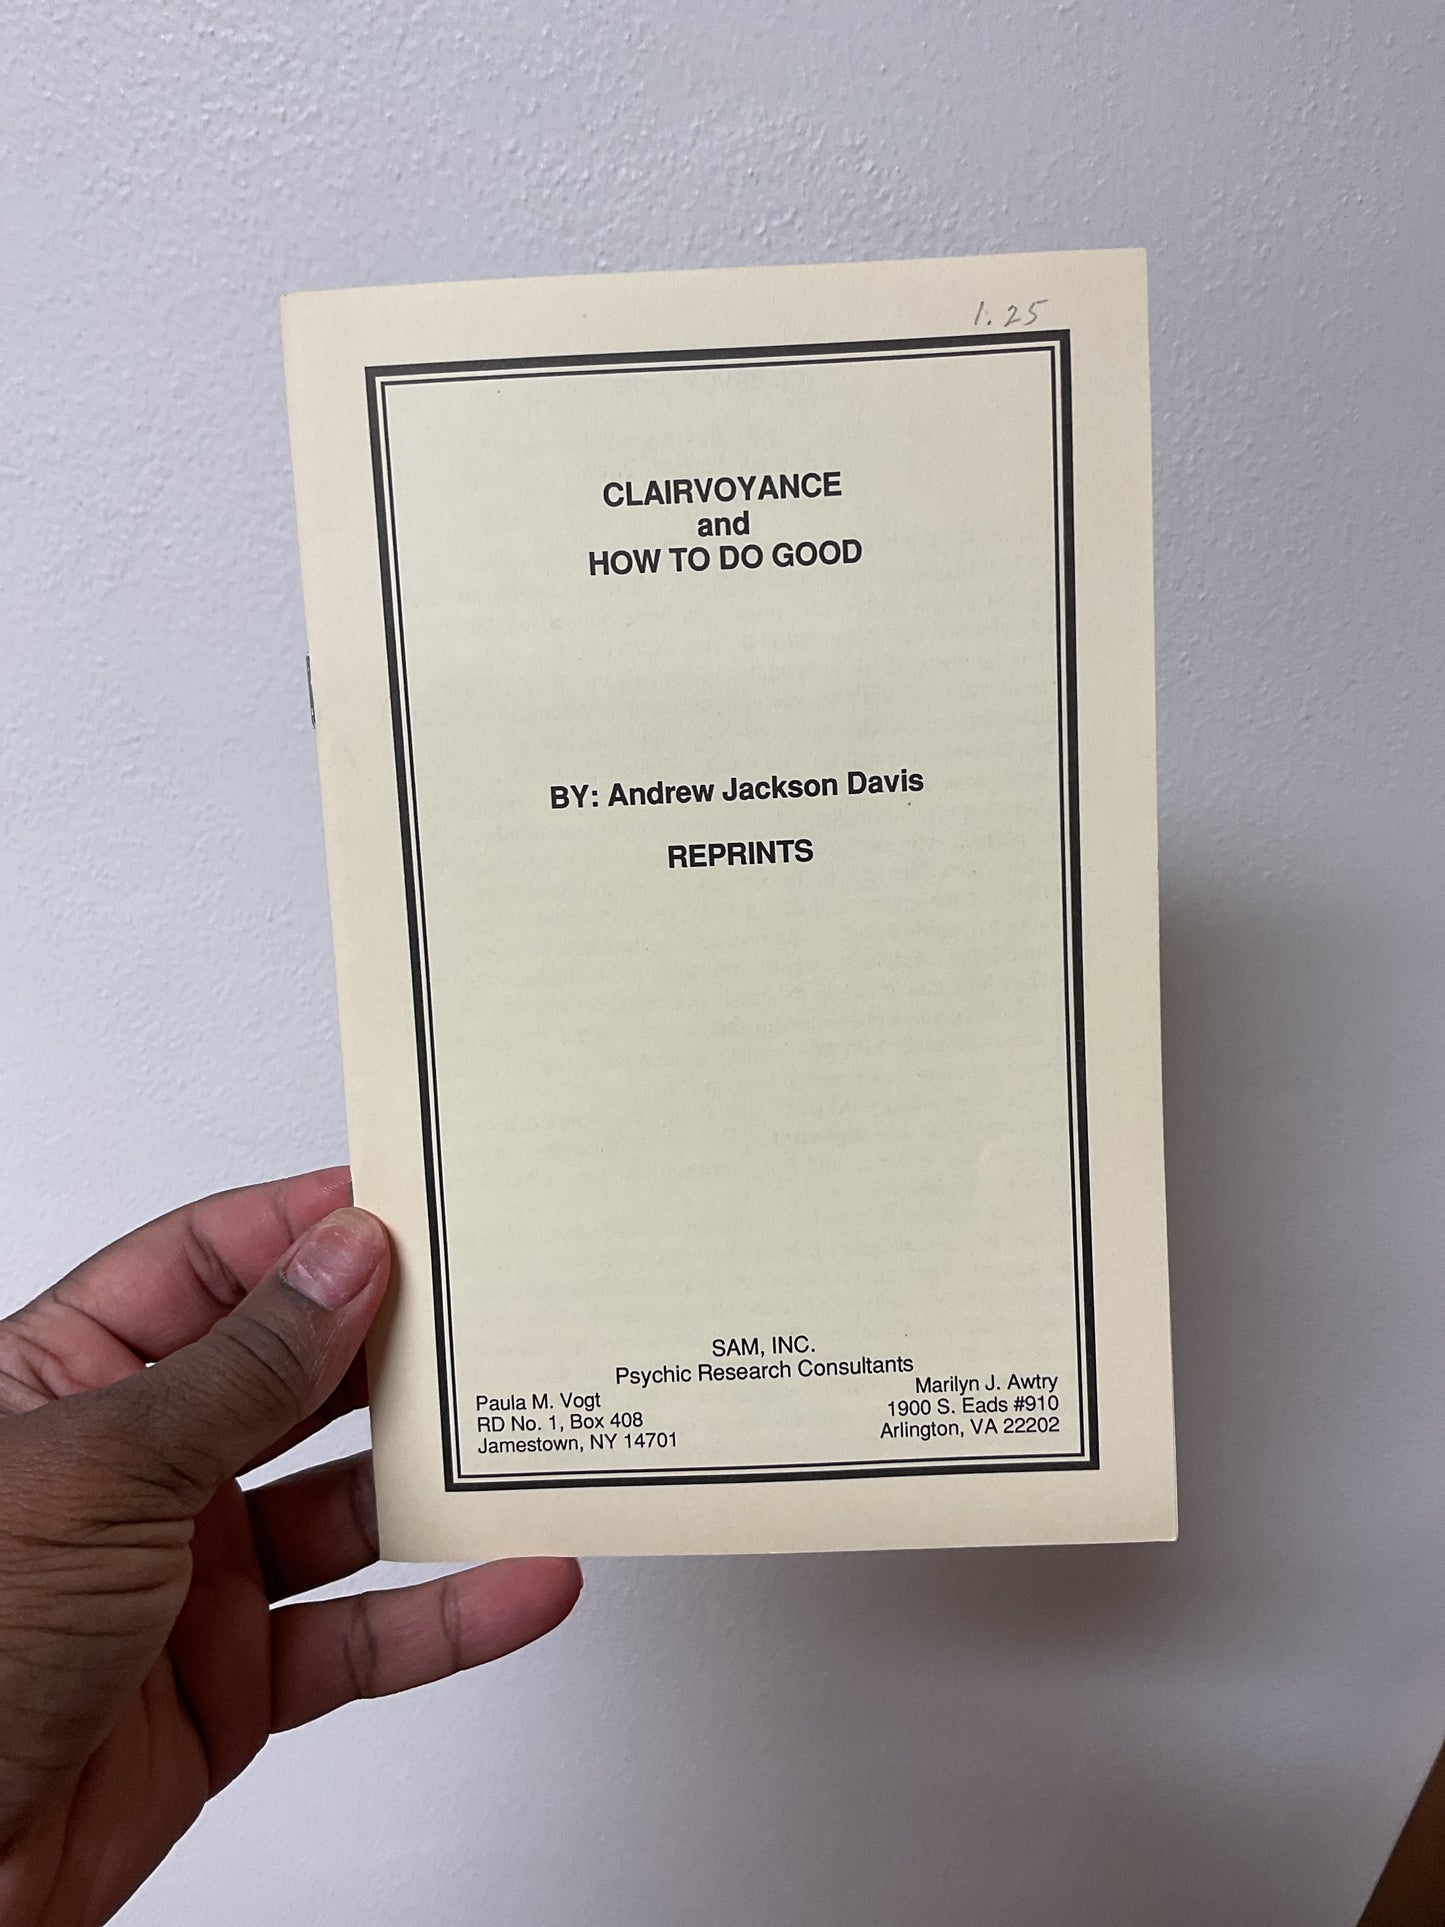 1.25
CLAIRVOYANCE
and
HOW TO DO GOOD
BY: Andrew Jackson Davis
REPRINTS
SAM, INC.
Psychic Research Consultants
Paula M. Vogt
RD No. 1, Box 408
Jamestown, NY 14701
Marilyn J. Awtry
1900 S. Eads #910
Arlington, VA 22202